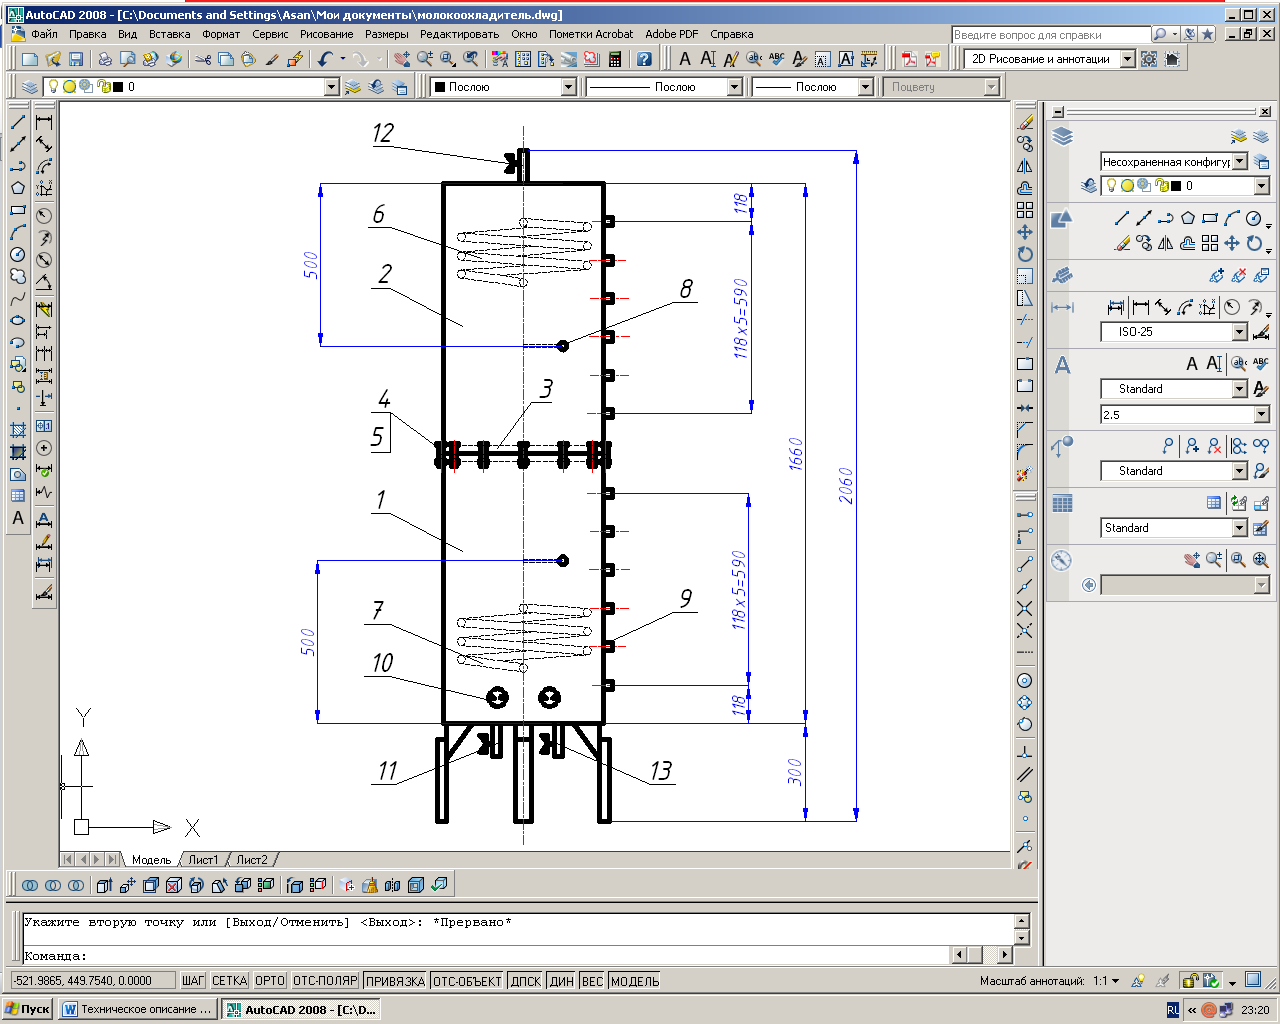 AutoCAD 2008 - [C:\Documents and Settings\Asan\Мои документы\молокоохладитель.dwg]
Файл Правка Вид Вставка Формат Сервис Рисование Размеры Редактировать Окно Пометки Acrobat Adobe PDF Справка
Введите вопрос для справки
2D Рисование и аннотации
0
Послою
Послою
Послою
Поцвету
Несохраненная конфигур
0
ISO-25
Standard
2.5
Standard
Standard
12
6
2
8
3
4
5
1
7
9
10
11
13
500
500
118
118x5=590
118x5=590
118
1660
2060
300
Y
X
Модель Лист1 Лист2
Укажите вторую точку или [Выход/Отменить] <Выход>: *Прервано*
Команда:
-521.9865, 449.7540, 0.0000 ШАГ СЕТКА ОРТО ОТС-ПОЛЯР ПРИВЯЗКА ОТС-ОБЪЕКТ ДПСК ДИН ВЕС МОДЕЛЬ Масштаб аннотаций: 1:1
Пуск Техническое описание ... AutoCAD 2008 - [C:\D... RL « 23:20